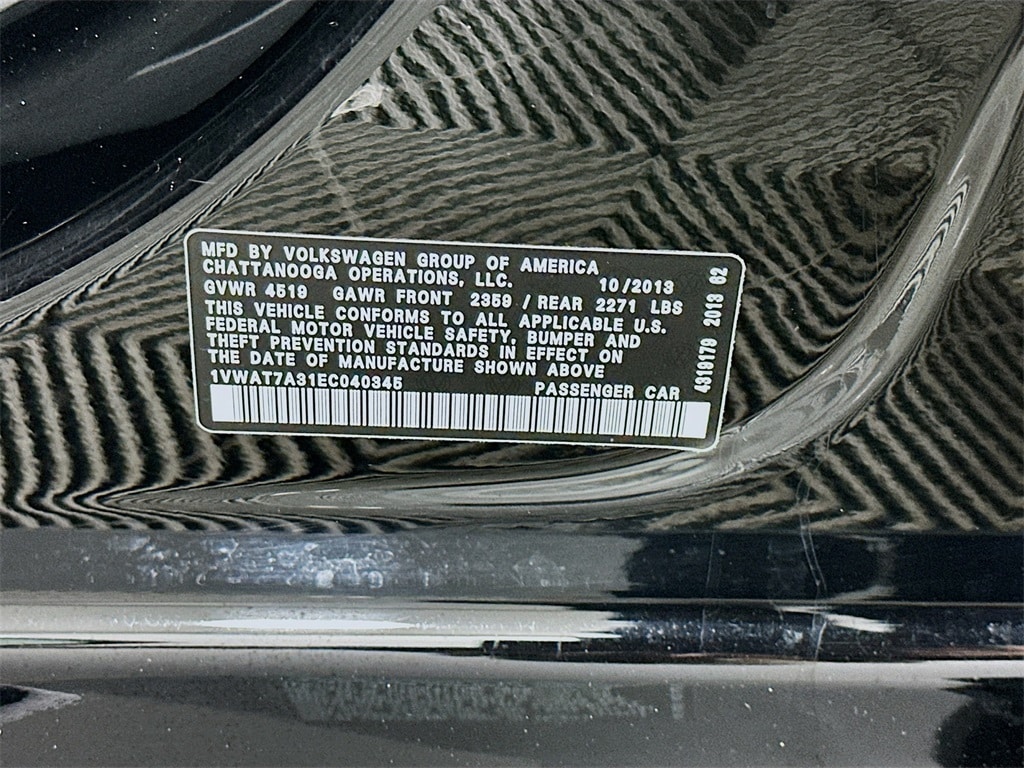 MFD BY VOLKSWAGEN GROUP OF AMERICA
CHATTANOOGA OPERATIONS, LLC. 10/2013
GVWR 4519 GAWR FRONT 2359 / REAR 2271 LBS
THIS VEHICLE CONFORMS TO ALL APPLICABLE U.S.
FEDERAL MOTOR VEHICLE SAFETY, BUMPER AND
THEFT PREVENTION STANDARDS IN EFFECT ON
THE DATE OF MANUFACTURE SHOWN ABOVE
1VWAT7A31EC040345 PASSENGER CAR
4319179 2013 62